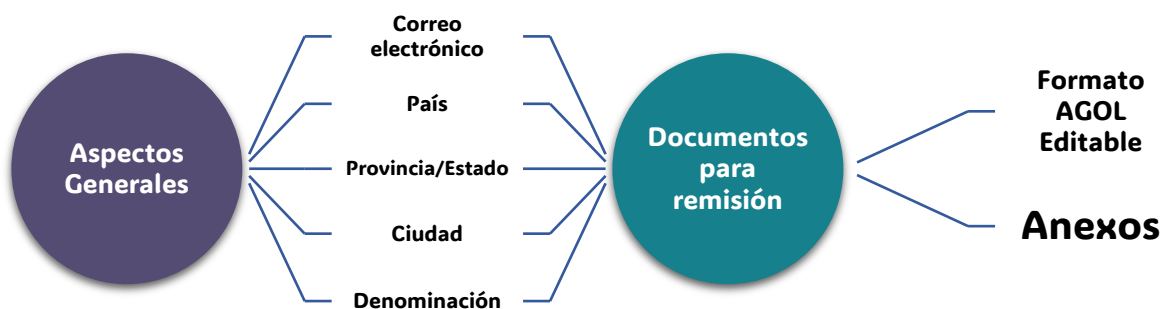 Aspectos
Generales
Correo
electrónico
País
Provincia/Estado
Ciudad
Denominación
Documentos
para
remisión
Formato
AGOL
Editable
Anexos